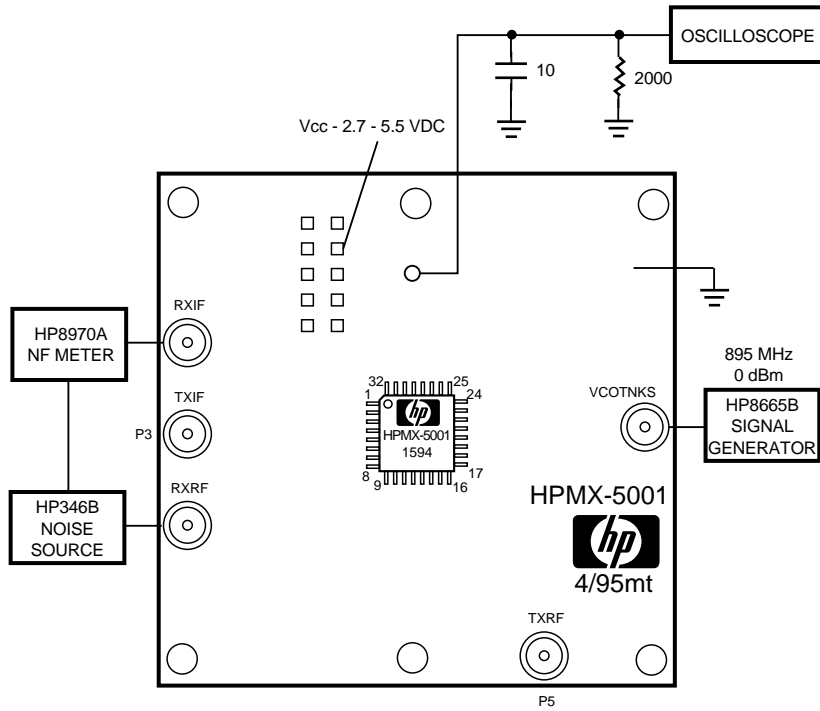 OSCILLOSCOPE
10
2000
Vcc - 2.7 - 5.5 VDC
RXIF
HP8970A
NF METER
895 MHz
0 dBm
TXIF
P3
VCOTNKS
HP8665B
SIGNAL
GENERATOR
32
25
1
24
hp
HPMX-5001
1594
8
17
9
16
RXRF
HP346B
NOISE
SOURCE
HPMX-5001
hp
4/95mt
TXRF
P5